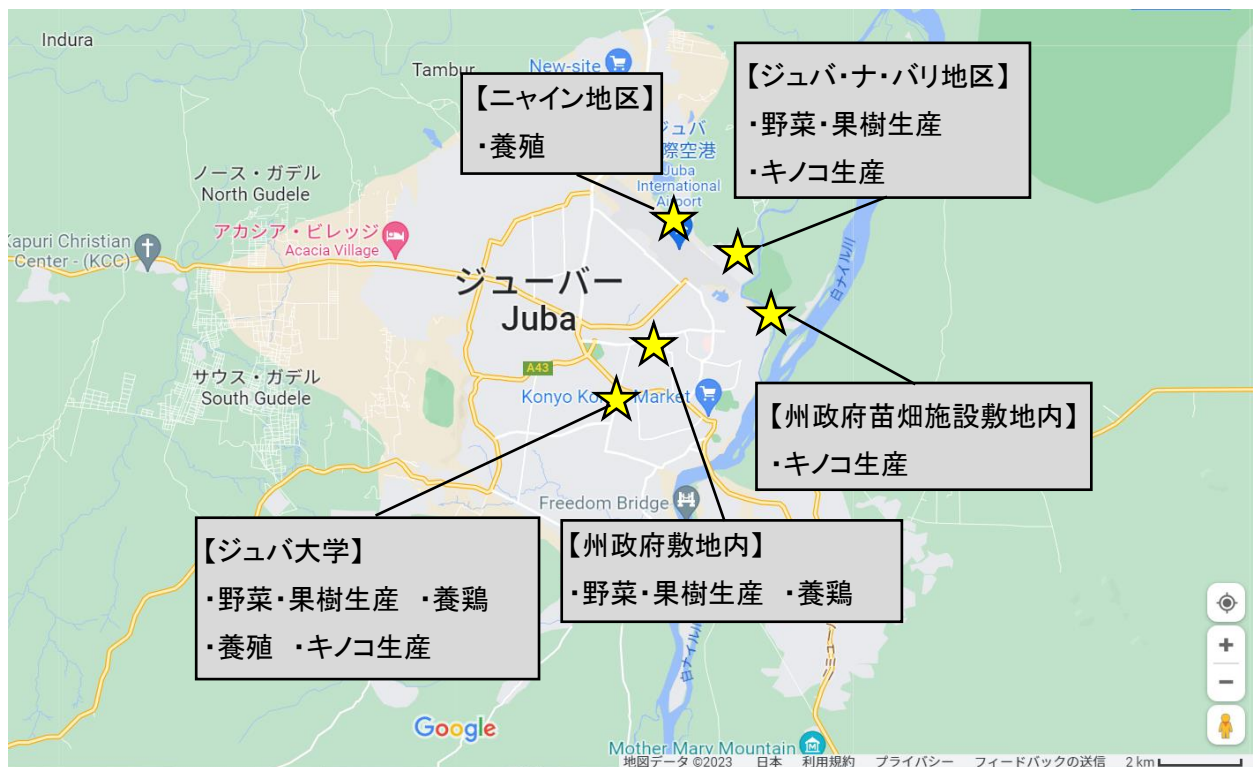 Indura
Tambur
New-site
【ニャイン地区】
・養殖
【ジュバ・ナ・バリ地区】
・野菜・果樹生産
・キノコ生産
ジュバ
際空港
Juba
International
Airport
ノース・ガデル
North Gudele
アカシア・ビレッジ
Acacia Village
Kapuri Christian
Center - (KCC)
白ナイル川
ジューバー
Juba
A43
サウス・ガデル
South Gudele
Konyo Ko Market
【州政府苗畑施設敷地内】
・キノコ生産
Freedom Bridge
【ジュバ大学】
・野菜・果樹生産 ・養鶏
・養殖 ・キノコ生産
【州政府敷地内】
・野菜・果樹生産 ・養鶏
白ナイル川
Google
Mother Mary Mountain
地図データ ©2023 日本 利用規約 プライバシー フィードバックの送信 2 km